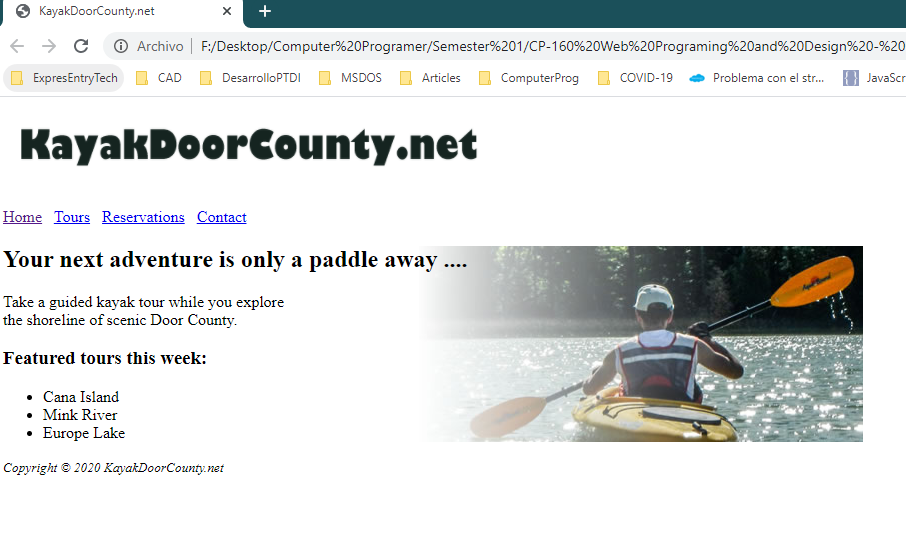 KayakDoorCounty.net
Archivo | F:/Desktop/Computer%20Programer/Semester%201/CP-160%20Web%20Programing%20and%20Design%20-%20
ExpresEntryTech CAD DesarrolloPTDI MSDOS Articles ComputerProg COVID-19 Problema con el str... JavaScr
KayakDoorCounty.net
Home Tours Reservations Contact
Your next adventure is only a paddle away ....
Take a guided kayak tour while you explore
the shoreline of scenic Door County.
Featured tours this week:
• Cana Island
• Mink River
• Europe Lake
Copyright © 2020 KayakDoorCounty.net